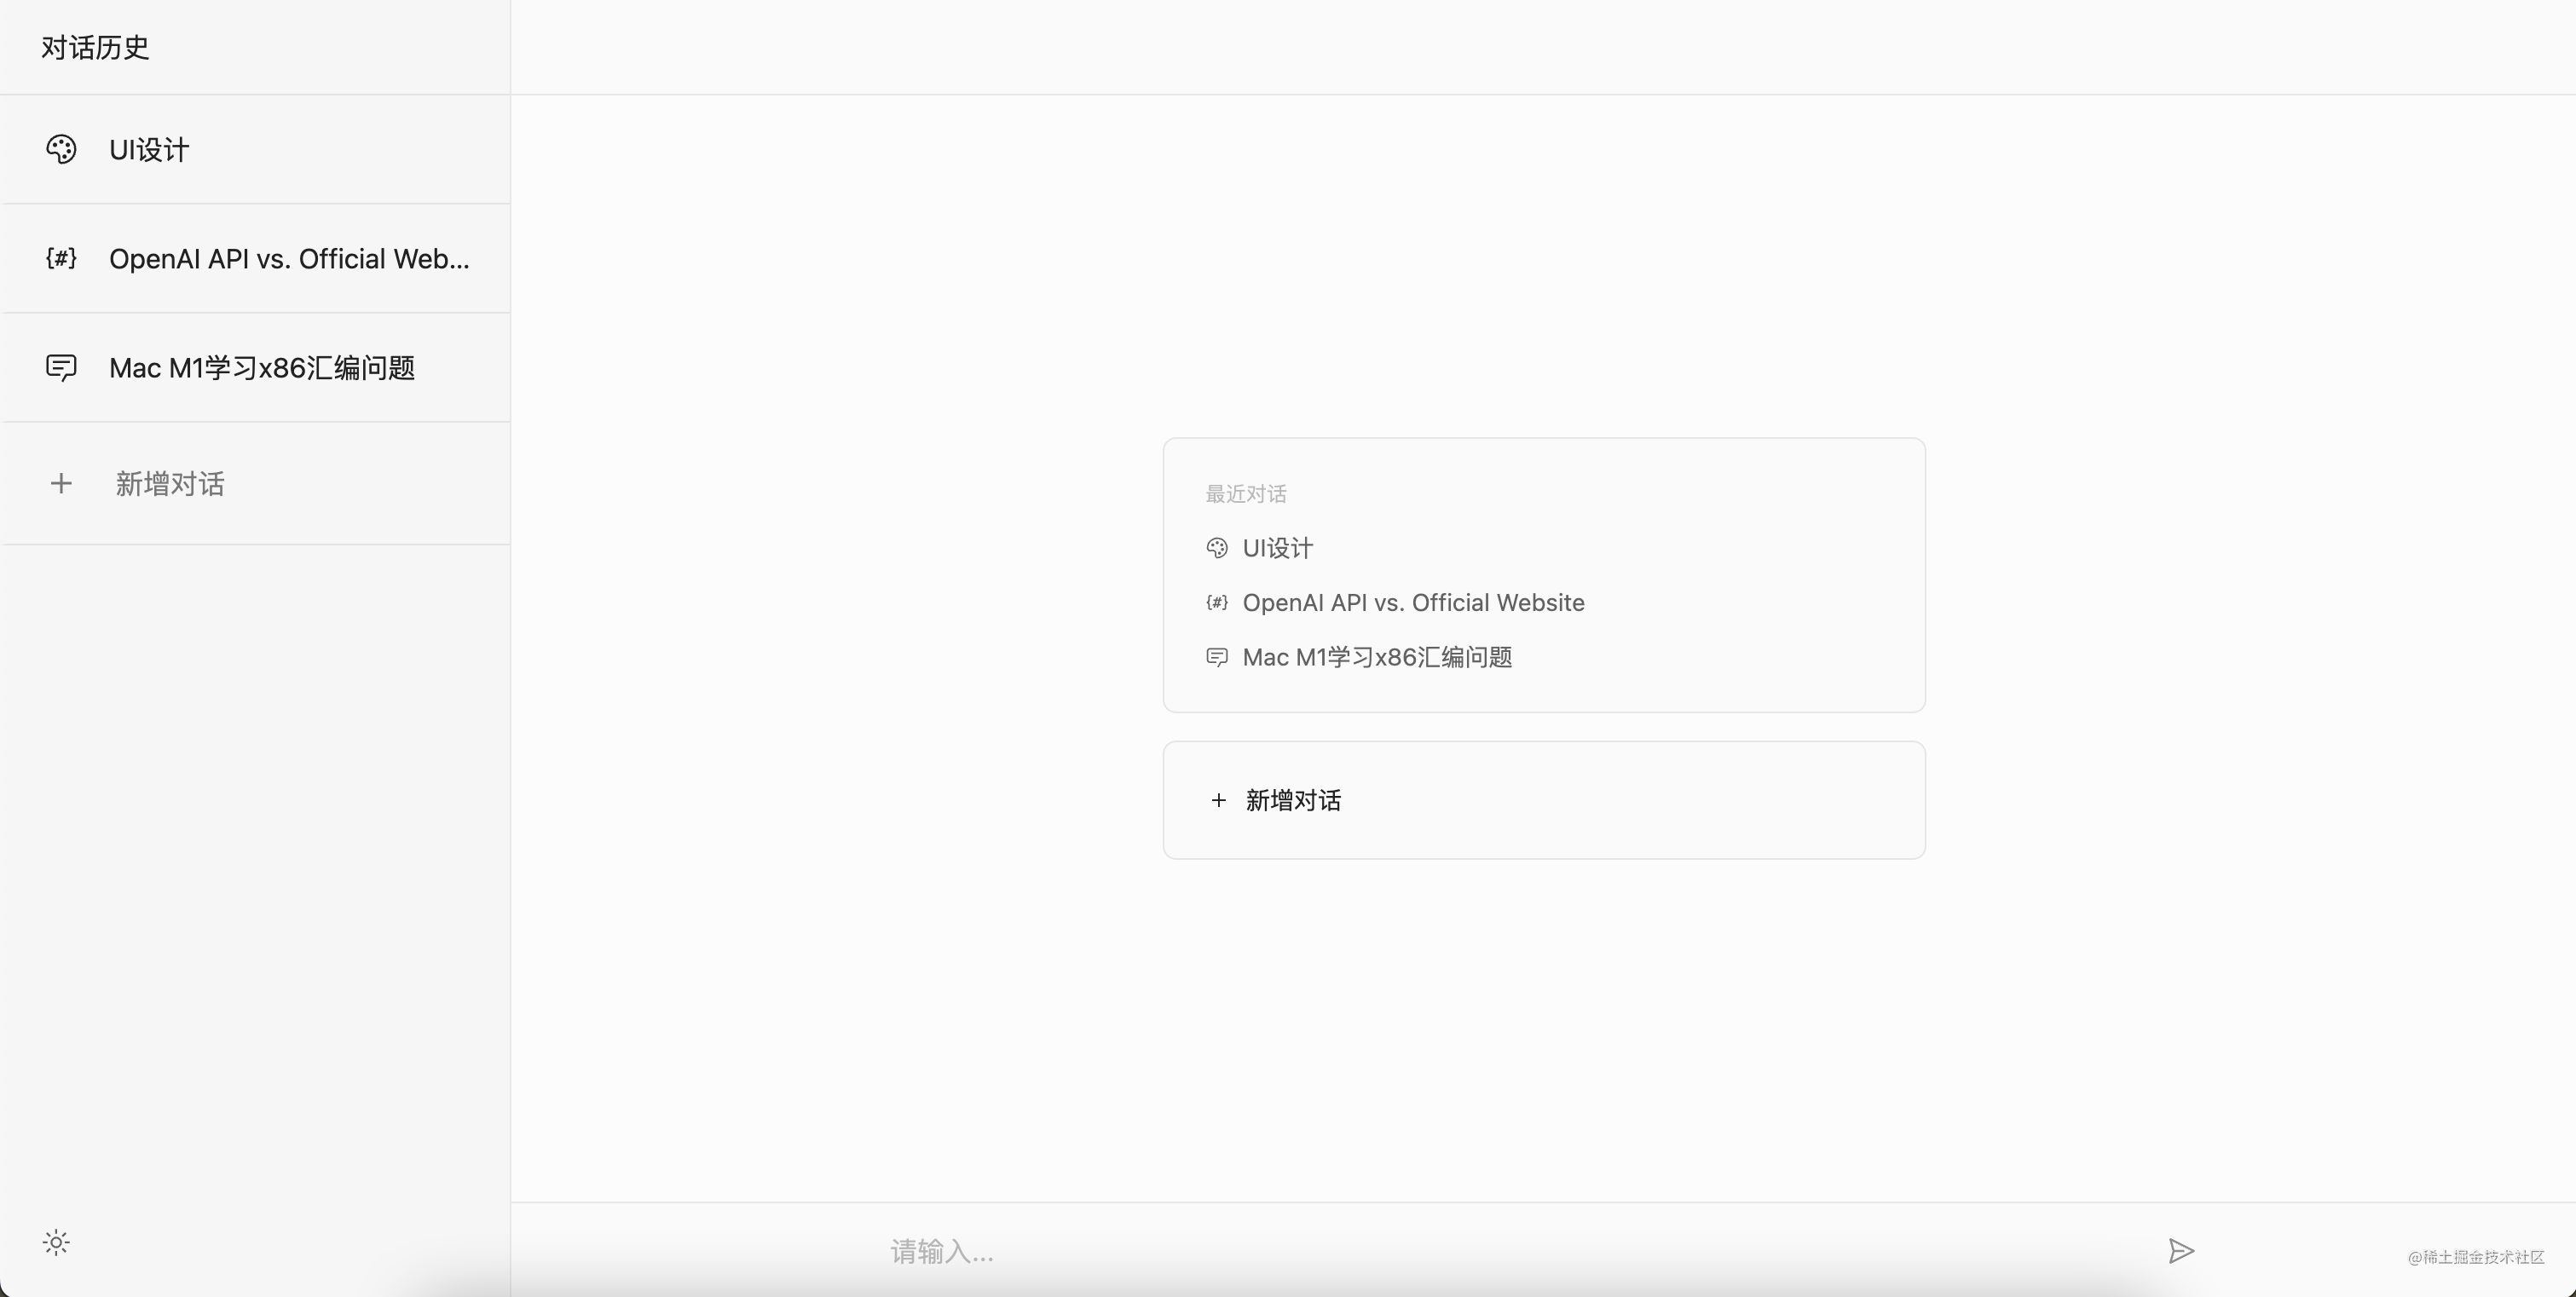 对话历史
UI设计
OpenAI API vs. Official Web...
Mac M1学习x86汇编问题
新增对话
最近对话
UI设计
OpenAI API vs. Official Website
Mac M1学习x86汇编问题
新增对话
请输入...
@稀土掘金技术社区